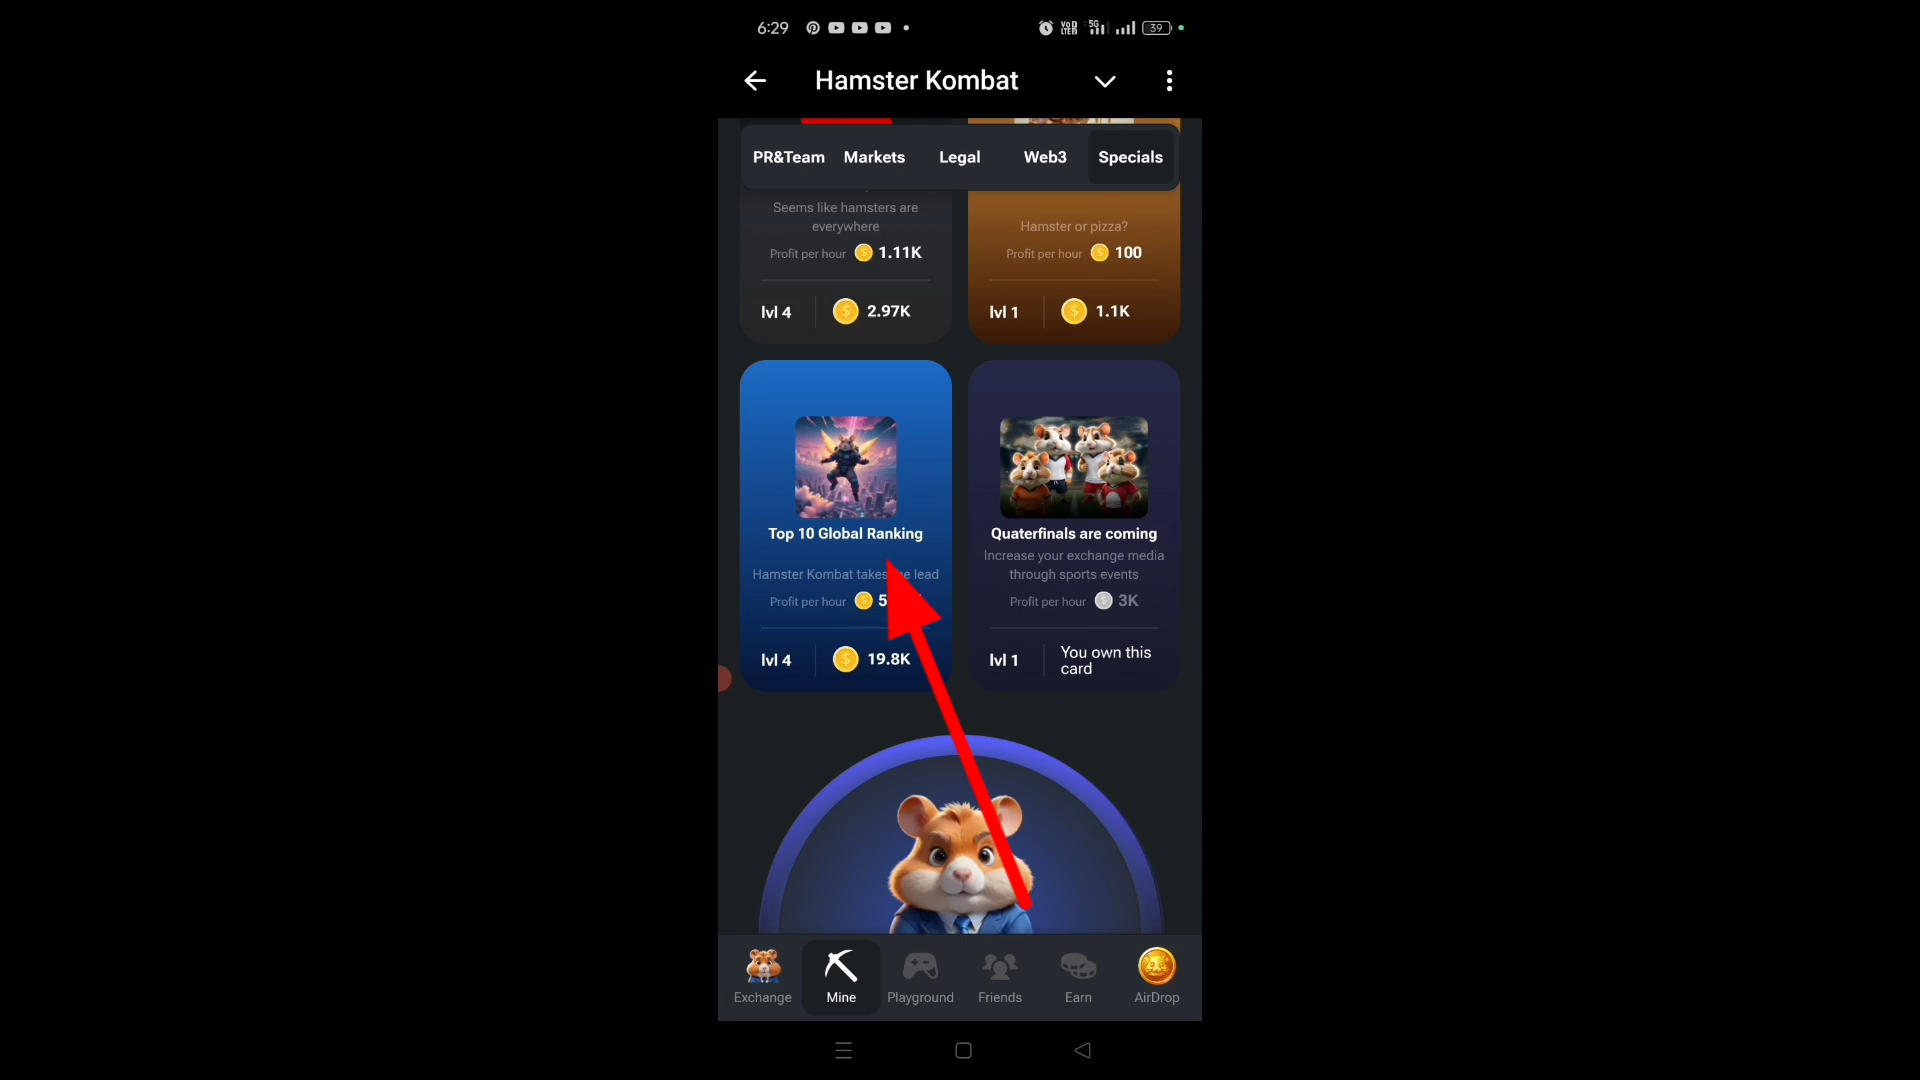 6:29
5G
39
Hamster Kombat
PR&Team Markets Legal Web3 Specials
Seems like hamsters are
everywhere
Profit per hour 1.11K
lvl 4 2.97K
Hamster or pizza?
Profit per hour 100
lvl 1 1.1K
Top 10 Global Ranking
Hamster Kombat takes lead
Profit per hour
lvl 4 19.8K
Quaterfinals are coming
Increase your exchange media
through sports events
Profit per hour 3K
lvl 1 You own this
card
Exchange Mine Playground Friends Earn AirDrop